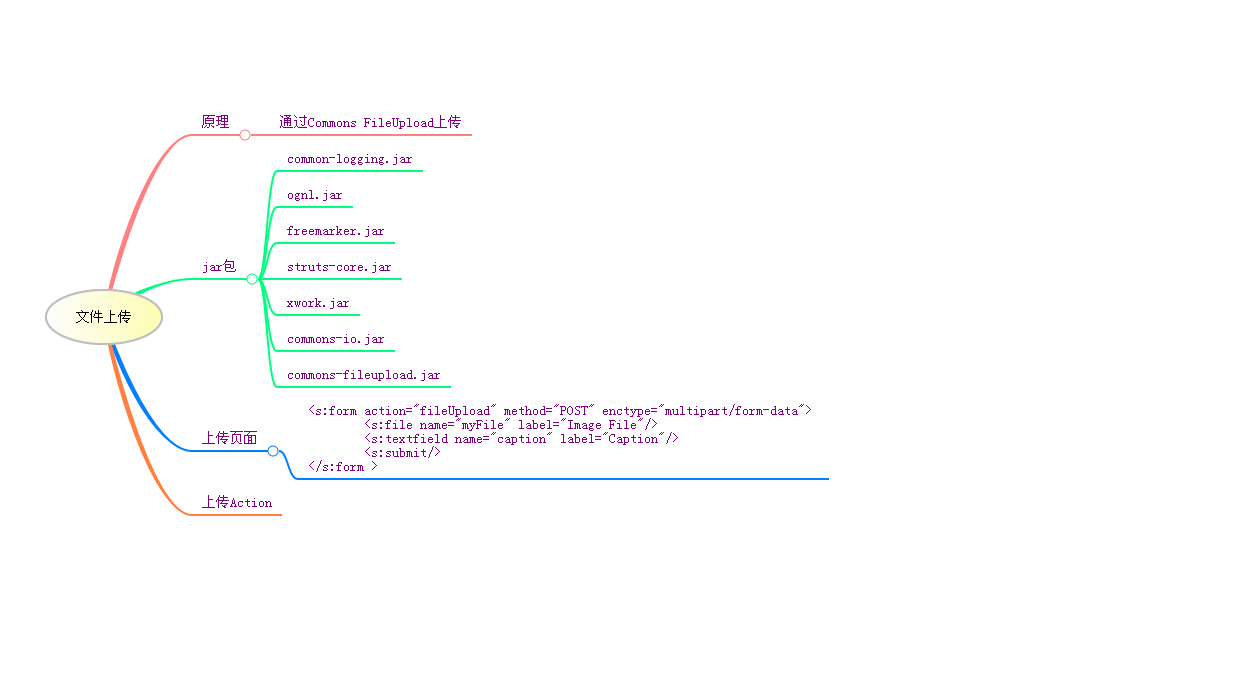 原理
通过Commons FileUpload上传
common-logging.jar
ognl.jar
freemarker.jar
jar包
struts-core.jar
xwork.jar
文件上传
commons-io.jar
commons-fileupload.jar
上传页面
<s:form action="fileUpload" method="POST" enctype="multipart/form-data">
<s:file name="myFile" label="Image File"/>
<s:textfield name="caption" label="Caption"/>
<s:submit/>
</s:form >
上传Action